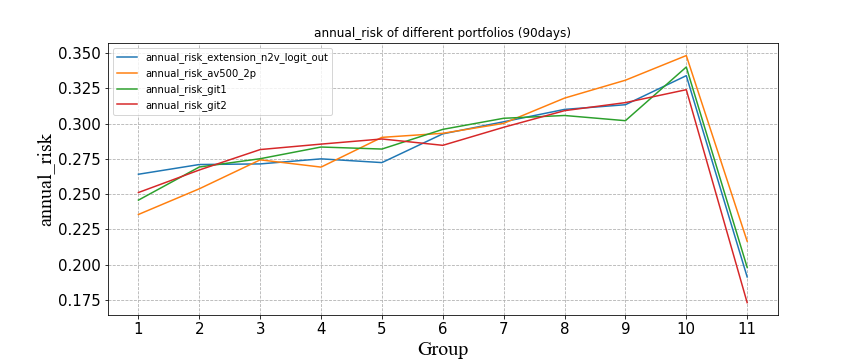 annual_risk of different portfolios (90days)
annual_risk_extension_n2v_logit_out
annual_risk_av500_2p
annual_risk_git1
annual_risk_git2
annual_risk
0.350
0.325
0.300
0.275
0.250
0.225
0.200
0.175
1 2 3 4 5 6 7 8 9 10 11
Group